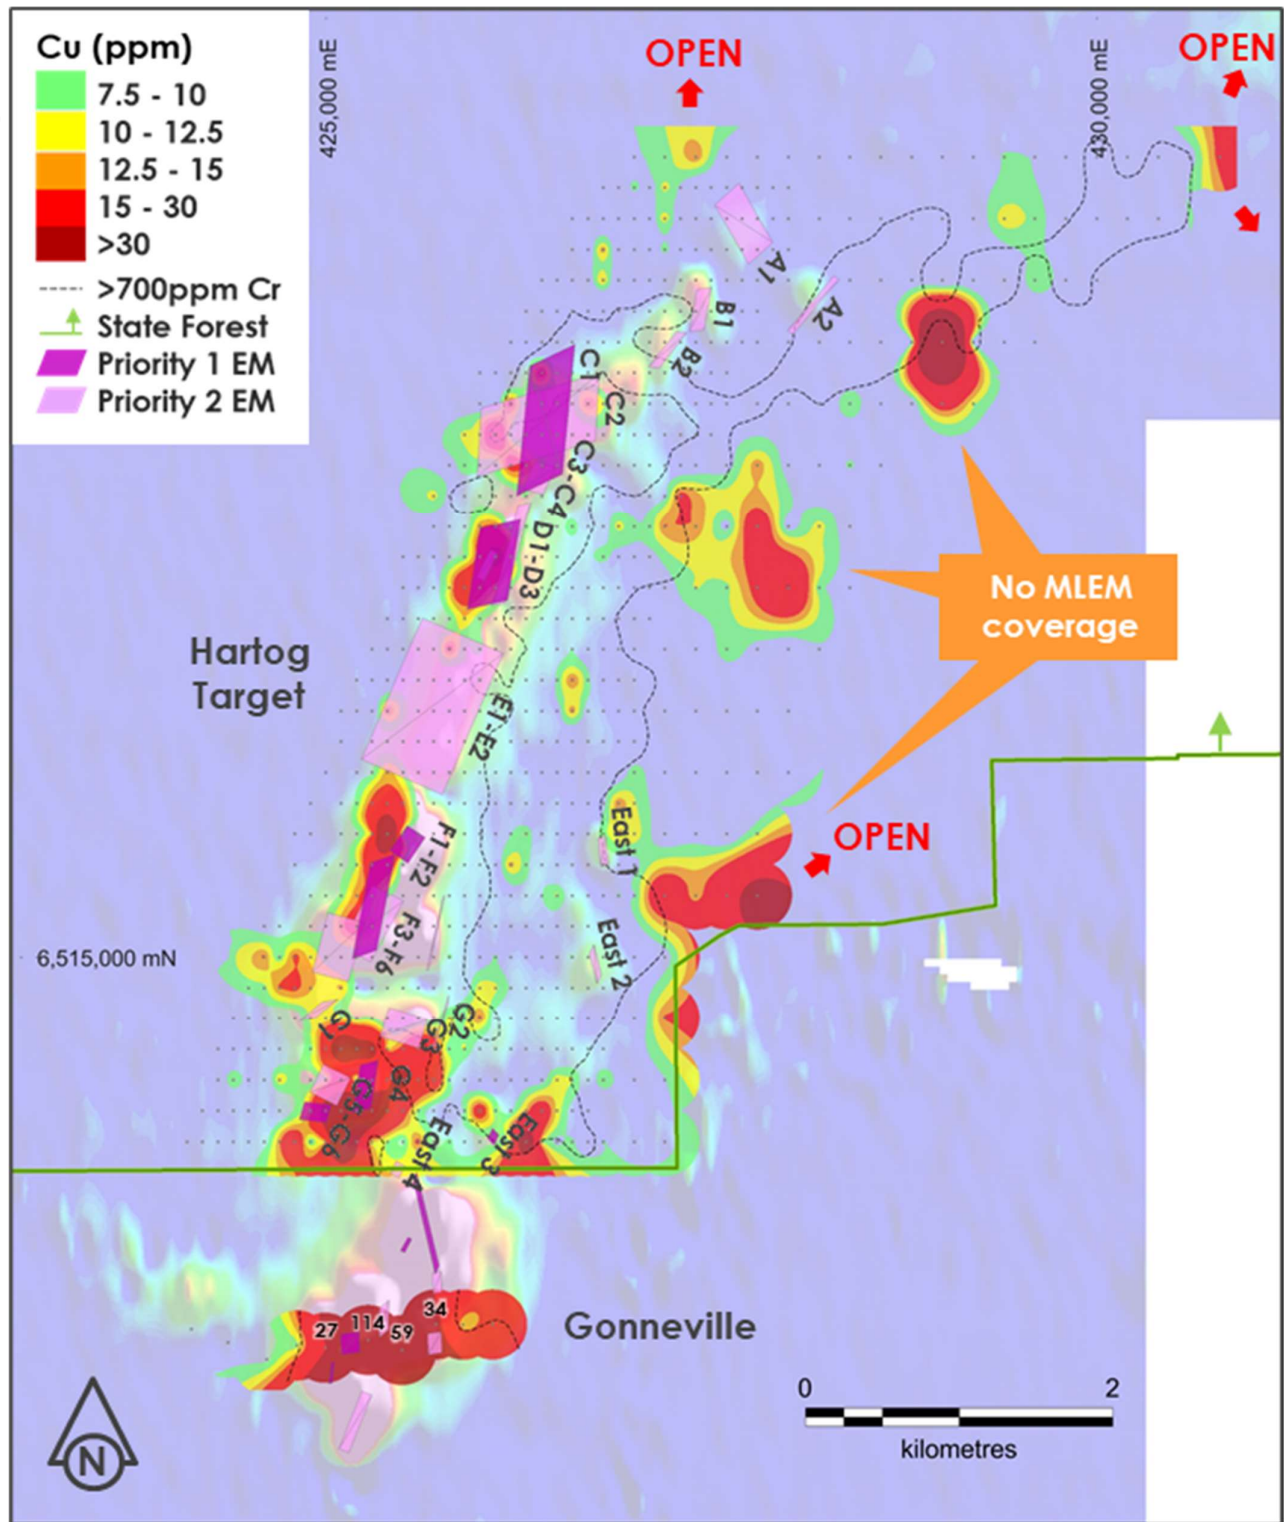 Cu (ppm)
7.5 - 10
10 - 12.5
12.5 - 15
15 - 30
>30
>700ppm Cr
State Forest
Priority 1 EM
Priority 2 EM
425,000 mE
OPEN
430,000 mE
OPEN
A1
A2
B1
B2
C1
C2
C3-C4
D1-D3
No MLEM
coverage
Hartog
Target
E1-E2
East 1
OPEN
F1-F2
F3-F6
East 2
6,515,000 mN
G1
G2
G3
G4
G5-G6
East 3
East 4
Gonneville
27
114
59
34
0
2
kilometres
N